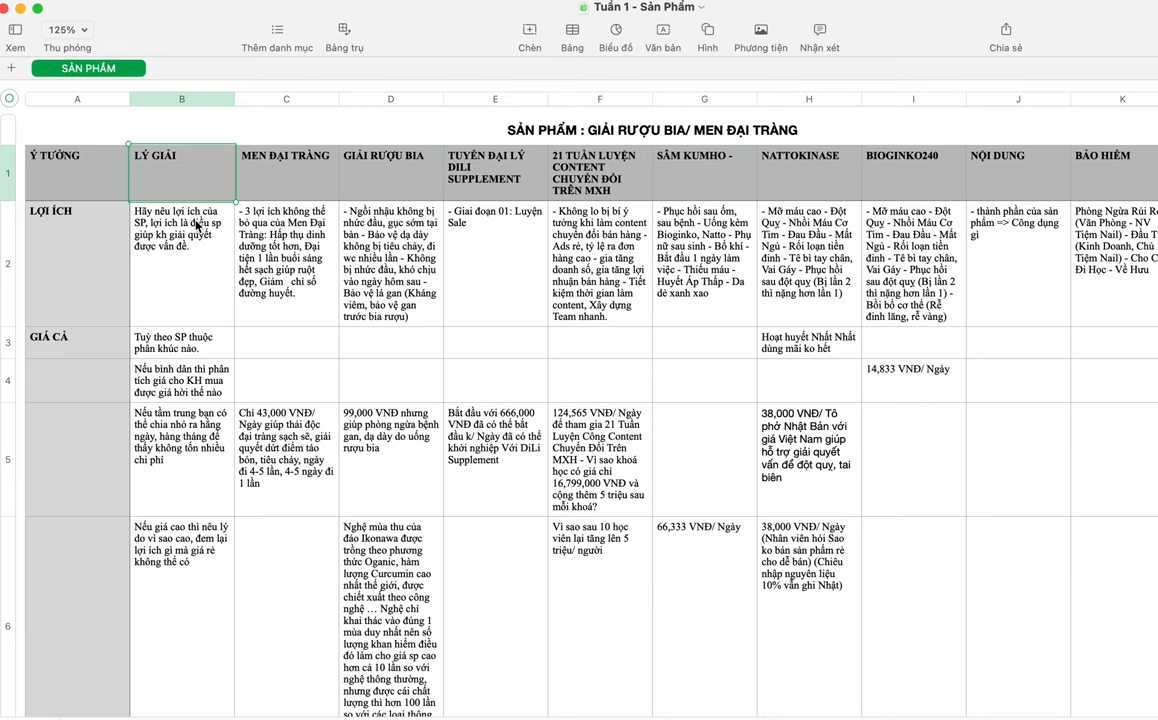 Tuần 1 - Sản Phẩm
125%
Xem
Thu phóng
Thêm danh mục
Bảng trụ
Chèn
Bảng
Biểu đồ
Văn bản
Hình
Phương tiện
Nhận xét
Chia sẻ
+
SẢN PHẨM
A
B
C
D
E
F
G
H
I
J
K
SẢN PHẨM : GIẢI RƯỢU BIA/ MEN ĐẠI TRÀNG
1
Ý TƯỞNG
LÝ GIẢI
MEN ĐẠI TRÀNG
GIẢI RƯỢU BIA
TUYỂN ĐẠI LÝ
DILI
SUPPLEMENT
21 TUẦN LUYỆN
CONTENT
CHUYỂN ĐỔI
TRÊN MXH
SÂM KUMHO -
NATTOKINASE
BIOGINKO240
NỘI DUNG
BẢO HIỂM
2
LỢI ÍCH
Hãy nêu lợi ích của
SP, lợi ích là điều sp
giúp kh giải quyết
được vấn đề.
- 3 lợi ích không thể
bỏ qua của Men Đại
Tràng: Hấp thụ dinh
dưỡng tốt hơn, Đại
tiện 1 lần buổi sáng
hết sạch giúp ruột
đẹp, Giảm chỉ số
đường huyết.
- Ngồi nhậu không bị
nhức đầu, gục sớm tại
bàn - Bảo vệ dạ dày
không bị tiêu chảy, đi
wc nhiều lần - Không
bị nhức đầu, khó chịu
vào ngày hôm sau -
Bảo vệ lá gan (Kháng
viêm, bảo vệ gan
trước bia rượu)
- Giai đoạn 01: Luyện
Sale
- Không lo bị bí ý
tưởng khi làm content
chuyển đổi bán hàng -
Ads rẻ, tỷ lệ ra đơn
hàng cao - gia tăng
doanh số, gia tăng lợi
nhuận bán hàng - Tiết
kiệm thời gian làm
content, Xây dựng
Team nhanh.
- Phục hồi sau ốm,
sau bệnh - Uống kèm
Bioginko, Natto - Phụ
nữ sau sinh - Bổ khí -
Bắt đầu 1 ngày làm
việc - Thiếu máu -
Huyết Áp Thấp - Da
dẻ xanh xao
- Mỡ máu cao - Đột
Quỵ - Nhồi Máu Cơ
Tim - Đau Đầu - Mất
Ngủ - Rối loạn tiền
đình - Tê bì tay chân,
Vai Gáy - Phục hồi
sau đột quỵ (Bị lần 2
thì nặng hơn lần 1)
- Mỡ máu cao - Đột
Quỵ - Nhồi Máu Cơ
Tim - Đau Đầu - Mất
Ngủ - Rối loạn tiền
đình - Tê bì tay chân,
Vai Gáy - Phục hồi
sau đột quỵ (Bị lần 2
thì nặng hơn lần 1) -
Bồi bổ cơ thể (Rễ
đinh lăng, rễ vàng)
- thành phần của sản
phẩm => Công dụng
gì
Phòng Ngừa Rủi R
(Văn Phòng - NV
Tiệm Nail) - Đầu T
(Kinh Doanh, Chủ
Tiệm Nail) - Cho C
Đi Học - Về Hưu
3
GIÁ CẢ
Tuỳ theo SP thuộc
phân khúc nào.
Hoạt huyết Nhất Nhất
dùng mãi ko hết
4
Nếu bình dân thì phân
tích giá cho KH mua
được giá hời thế nào
14,833 VNĐ/ Ngày
5
Nếu tầm trung bạn có
thể chia nhỏ ra hằng
ngày, hàng tháng để
thấy không tốn nhiều
chi phí
Chỉ 43,000 VNĐ/
Ngày giúp thải độc
đại tràng sạch sẽ, giải
quyết dứt điểm táo
bón, tiêu chảy, ngày
đi 4-5 lần, 4-5 ngày đi
1 lần
99,000 VNĐ nhưng
giúp phòng ngừa bệnh
gan, dạ dày do uống
rượu bia
Bắt đầu với 666,000
VNĐ đã có thể bắt
đầu k/ Ngày đã có thể
khởi nghiệp Với DiLi
Supplement
124,565 VNĐ/ Ngày
để tham gia 21 Tuần
Luyện Công Content
Chuyển Đổi Trên
MXH - Vì sao khoá
học có giá chỉ
16,799,000 VNĐ và
cộng thêm 5 triệu sau
mỗi khoá?
38,000 VNĐ/ Tô
phở Nhật Bản với
giá Việt Nam giúp
hỗ trợ giải quyết
vấn đề đột quỵ, tai
biến
6
Nếu giá cao thì nêu lý
do vì sao cao, đem lại
lợi ích gì mà giá rẻ
không thể có
Nghệ mùa thu của
đảo Ikonawa được
trồng theo phương
thức Oganic, hàm
lượng Curcumin cao
nhất thế giới, được
chiết xuất theo công
nghệ … Nghệ chỉ
khai thác vào đúng 1
mùa duy nhất nên số
lượng khan hiếm điều
đó làm cho giá sp cao
hơn cả 10 lần so với
nghệ thông thường,
nhưng được cái chất
lượng thì hơn 100 lần
so với các loại thông
Vì sao sau 10 học
viên lại tăng lên 5
triệu/ người
66,333 VNĐ/ Ngày
38,000 VNĐ/ Ngày
(Nhân viên hỏi Sao
ko bán sản phẩm rẻ
cho dễ bán) (Chiêu
nhập nguyên liệu
10% vẫn ghi Nhật)